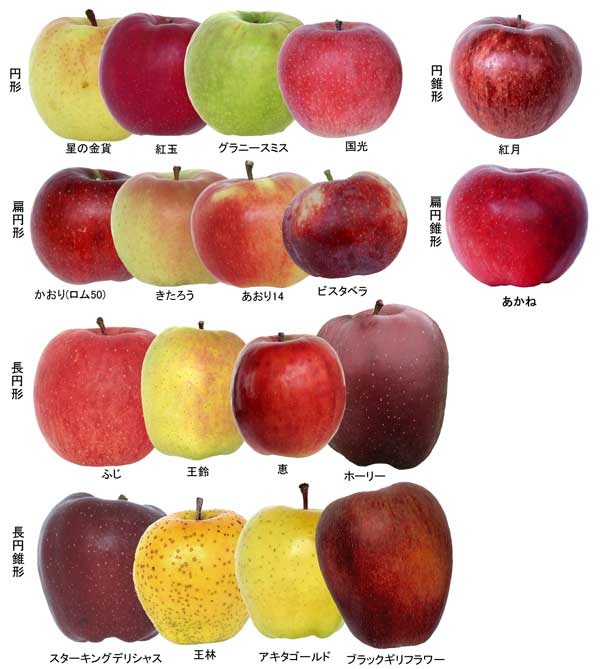 円形
星の金貨
紅玉
グラニースミス
国光
円錐形
紅月
扁円形
かおり(ロム50)
きたろう
あおり14
ビスタベラ
扁円錐形
あかね
長円形
ふじ
王鈴
恵
ホーリー
長円錐形
スターキングデリシャス
王林
アキタゴールド
ブラックギリフラワー